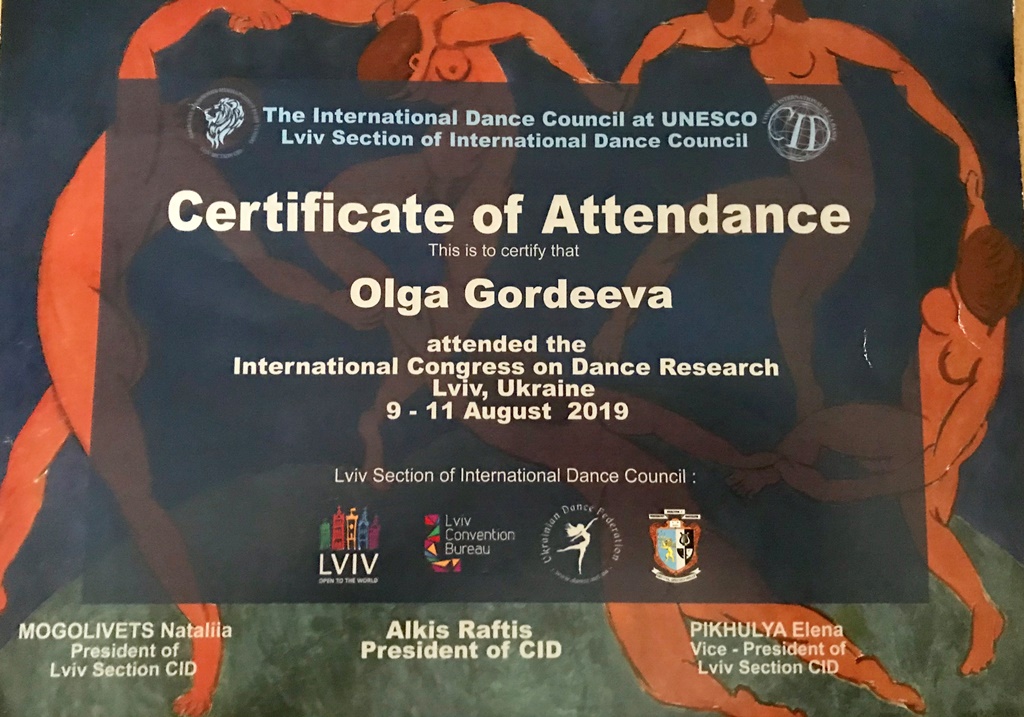 The International Dance Council at UNESCO
Lviv Section of International Dance Council
CID
Certificate of Attendance
This is to certify that
Olga Gordeeva
attended the
International Congress on Dance Research
Lviv, Ukraine
9 - 11 August 2019
Lviv Section of International Dance Council :
LVIV
OPEN TO THE WORLD
Lviv
Convention
Bureau
Ukrainian Dance Federation
MOGOLIVETS Nataliia
President of
Lviv Section CID
Alkis Raftis
President of CID
PIKHULYA Elena
Vice - President of
Lviv Section CID